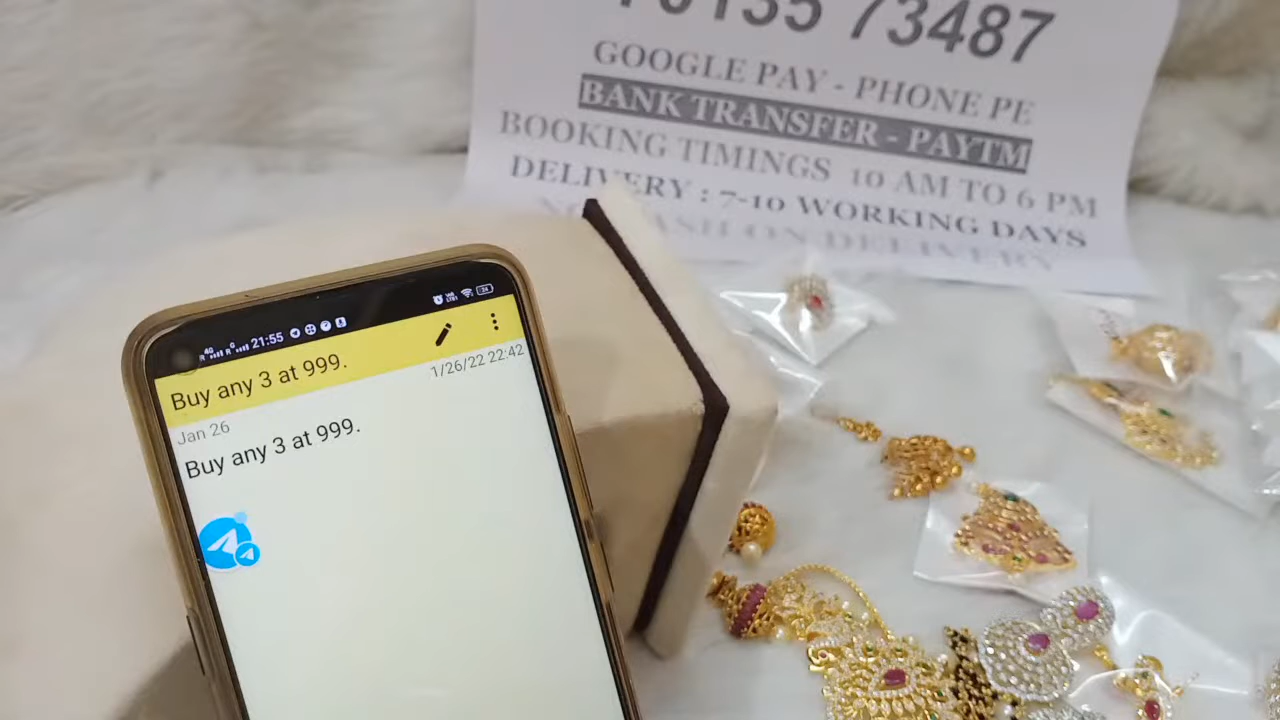 73487
GOOGLE PAY - PHONE PE
BANK TRANSFER - PAYTM
BOOKING TIMINGS 10 AM TO 6 PM
DELIVERY : 7-10 WORKING DAYS
ON DELIVERY
21:55
Buy any 3 at 999.
1/26/22 22:42
Jan 26
Buy any 3 at 999.